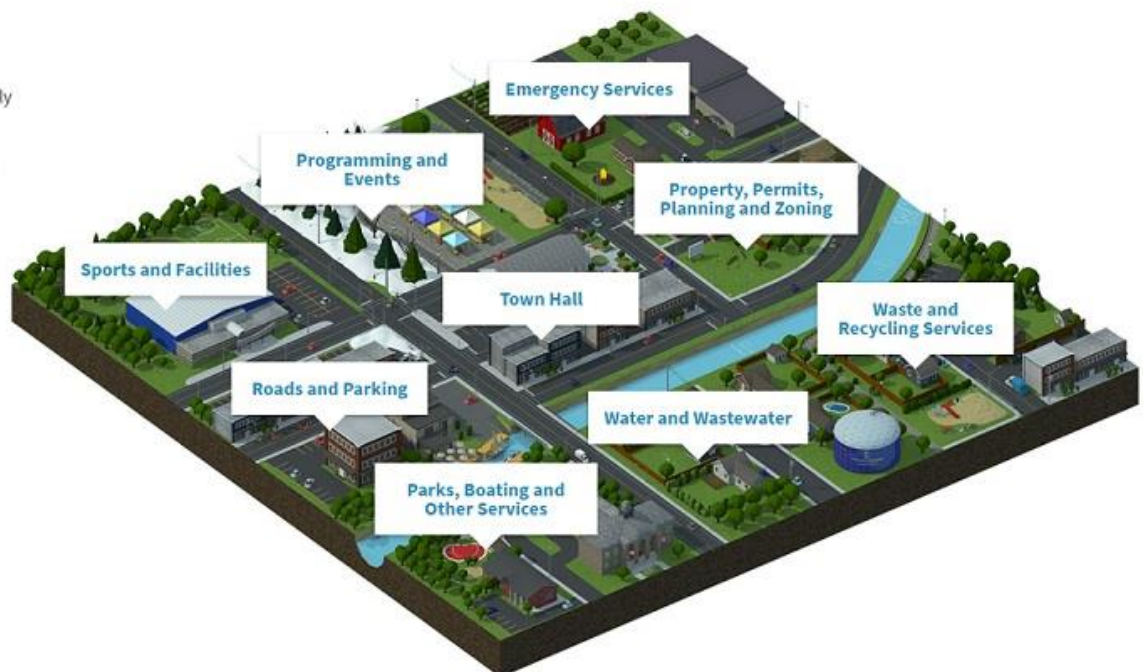 ly
Emergency Services
Programming and
Events
Property, Permits,
Planning and Zoning
Sports and Facilities
Town Hall
Waste and
Recycling Services
Roads and Parking
Water and Wastewater
Parks, Boating and
Other Services